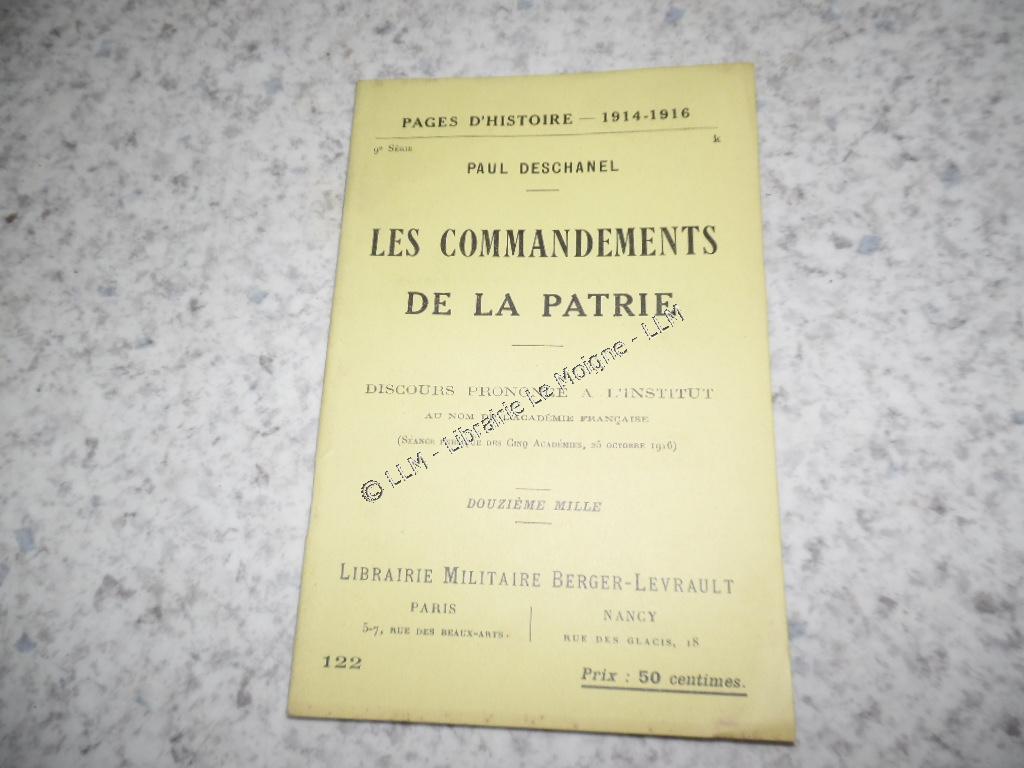 PAGES D'HISTOIRE — 1914-1916
9e SÉRIE k
PAUL DESCHANEL
LES COMMANDEMENTS
DE LA PATRIE
DISCOURS PRONONCÉ A L'INSTITUT
AU NOM DE L'ACADÉMIE FRANÇAISE
(SÉANCE PUBLIQUE DES CINQ ACADÉMIES, 25 OCTOBRE 1916)
DOUZIÈME MILLE
LIBRAIRIE MILITAIRE BERGER-LEVRAULT
PARIS
5-7, RUE DES BEAUX-ARTS.
NANCY
RUE DES GLACIS, 18
122
Prix : 50 centimes.
© LLM - Librairie Le Moigne - LLM